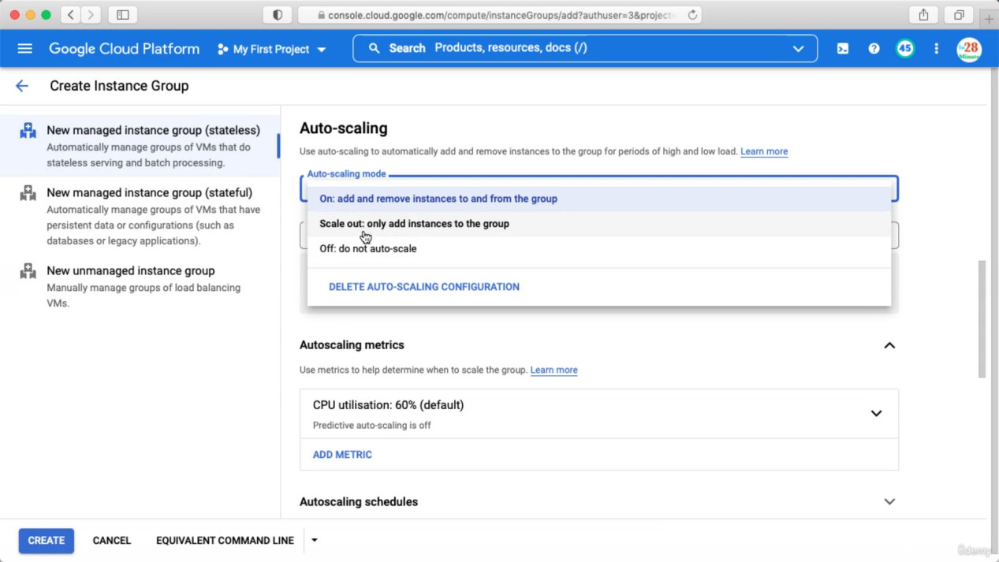 console.cloud.google.com/compute/instanceGroups/add?authuser=3&project=
Google Cloud Platform
My First Project
Search Products, resources, docs (/)
45
28
Minutes
Create Instance Group
New managed instance group (stateless)
Automatically manage groups of VMs that do
stateless serving and batch processing.
New managed instance group (stateful)
Automatically manage groups of VMs that have
persistent data or configurations (such as
databases or legacy applications).
New unmanaged instance group
Manually manage groups of load balancing
VMs.
Auto-scaling
Use auto-scaling to automatically add and remove instances to the group for periods of high and low load. Learn more
Auto-scaling mode
On: add and remove instances to and from the group
Scale out: only add instances to the group
Off: do not auto-scale
DELETE AUTO-SCALING CONFIGURATION
Autoscaling metrics
Use metrics to help determine when to scale the group. Learn more
CPU utilisation: 60% (default)
Predictive auto-scaling is off
ADD METRIC
Autoscaling schedules
CREATE
CANCEL
EQUIVALENT COMMAND LINE
ûdemy